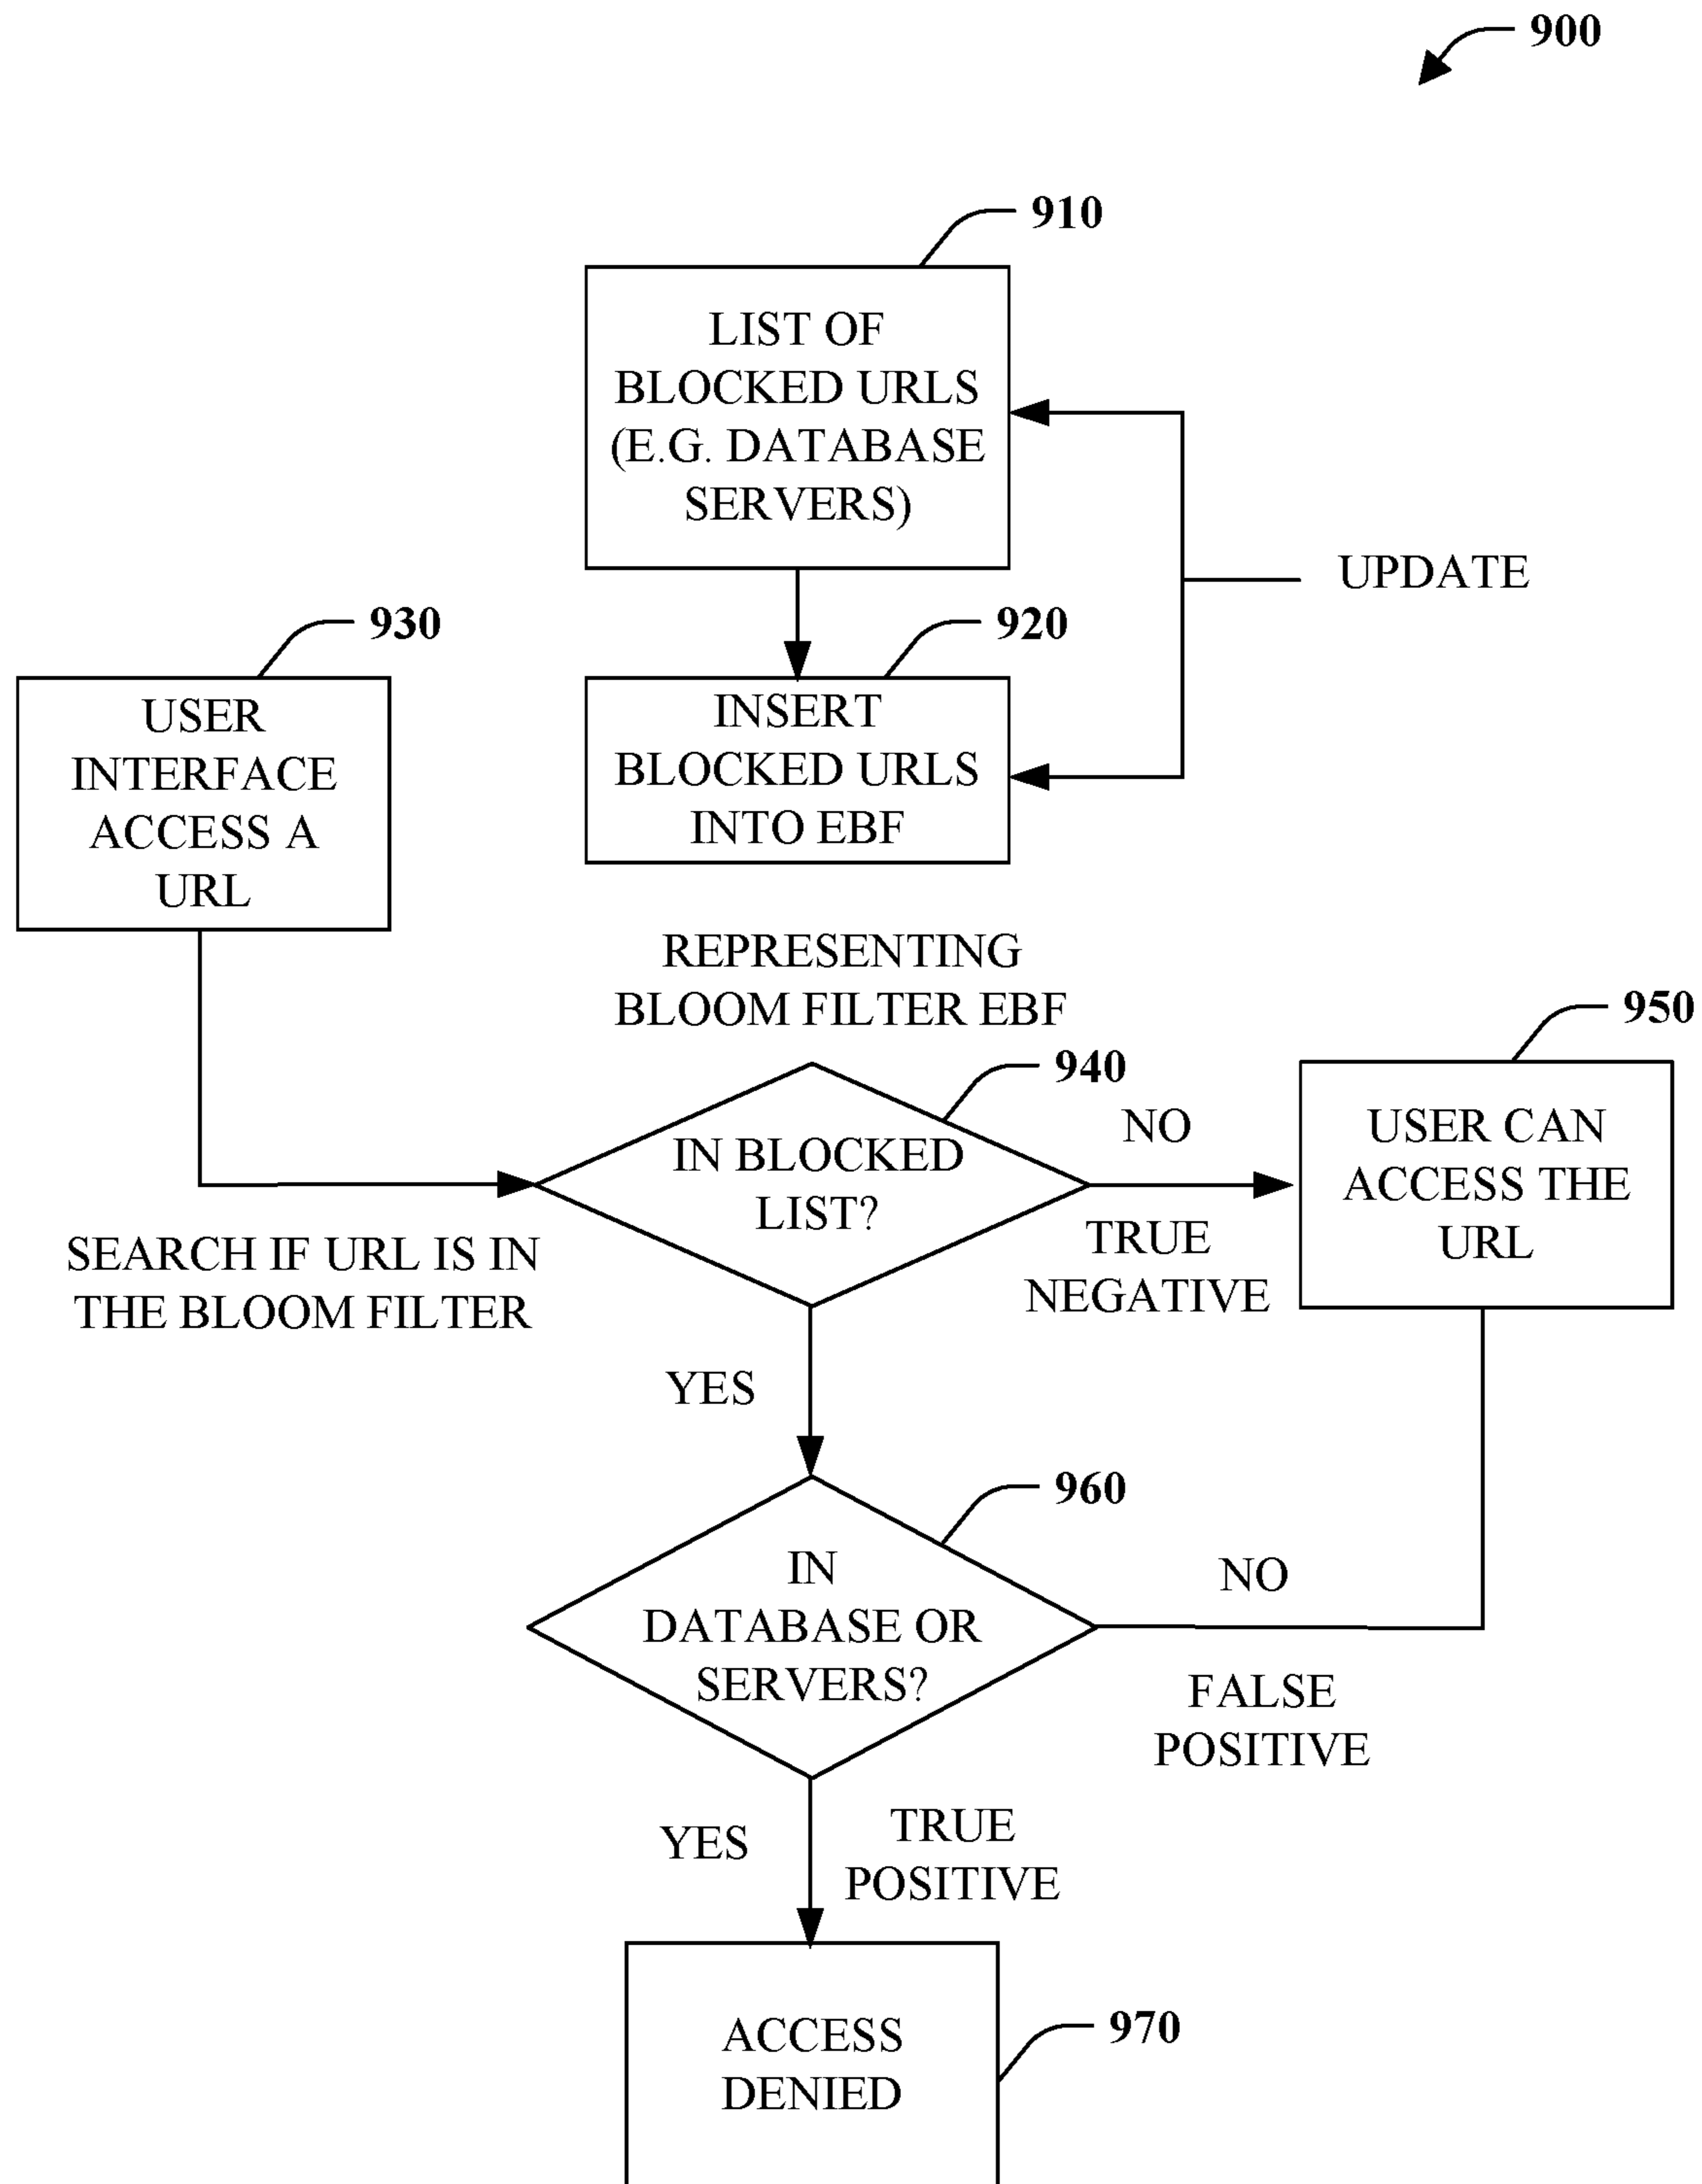 900
910
LIST OF
BLOCKED URLS
(E.G. DATABASE
SERVERS)
UPDATE
930
920
USER
INTERFACE
ACCESS A
URL
INSERT
BLOCKED URLS
INTO EBF
REPRESENTING
BLOOM FILTER EBF
950
940
IN BLOCKED
LIST?
NO
TRUE
NEGATIVE
USER CAN
ACCESS THE
URL
SEARCH IF URL IS IN
THE BLOOM FILTER
YES
960
IN
DATABASE OR
SERVERS?
NO
FALSE
POSITIVE
YES
TRUE
POSITIVE
ACCESS
DENIED
970